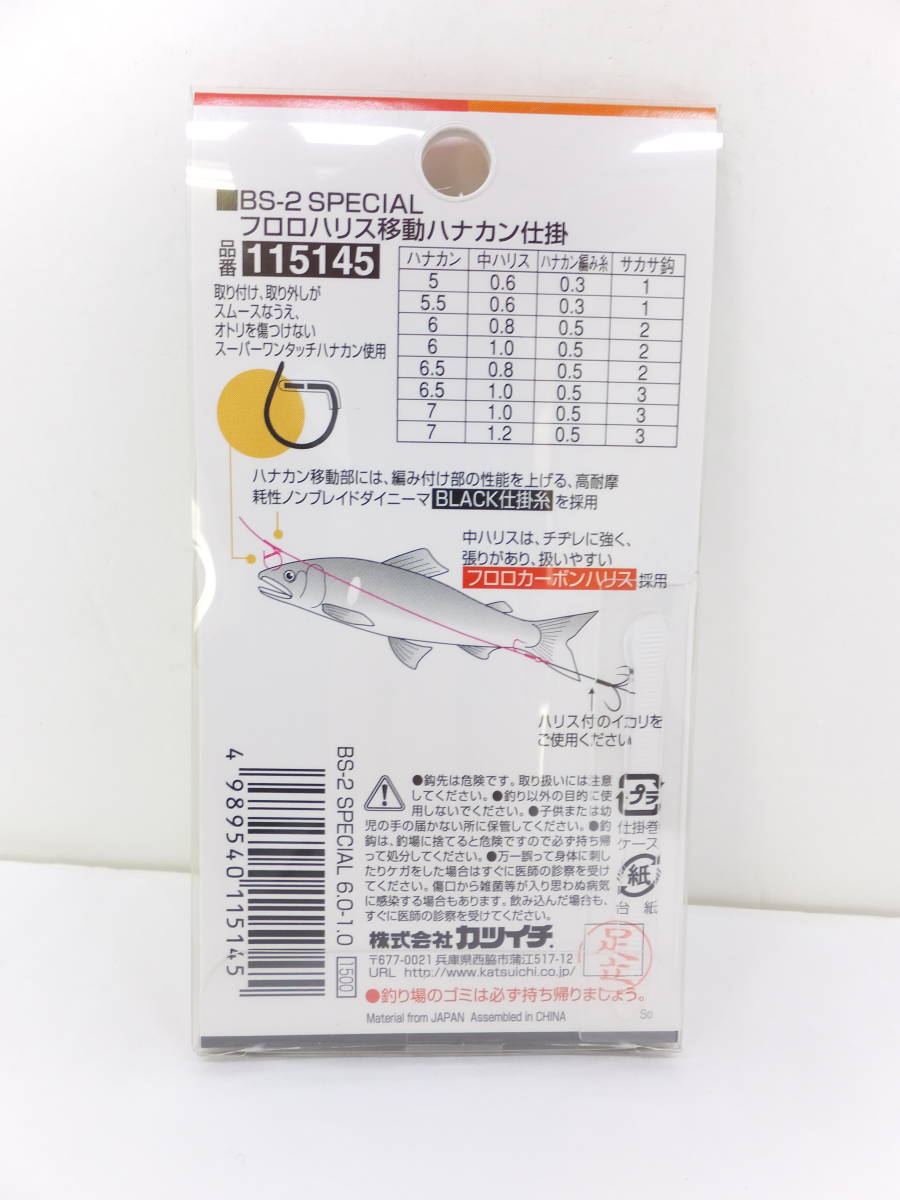 ■BS-2 SPECIAL
フロロハリス移動ハナカン仕掛
品番 115145
取り付け、取り外しが
スムースなうえ、
オトリを傷つけない
スーパーワンタッチハナカン使用
ハナカン 中ハリス ハナカン編み糸 サカサ鈎
5 0.6 0.3 1
5.5 0.6 0.3 1
6 0.8 0.5 2
6 1.0 0.5 2
6.5 0.8 0.5 2
6.5 1.0 0.5 3
7 1.0 0.5 3
7 1.2 0.5 3
ハナカン移動部には、編み付け部の性能を上げる、高耐摩
耗性ノンブレイドダイニーマBLACK仕掛糸を採用
中ハリスは、チヂレに強く、
張りがあり、扱いやすい
フロロカーボンハリス採用
ハリス付のイカリを
ご使用ください
4 989540 115145
BS-2 SPECIAL 6.0-1.0
1500
●鈎先は危険です。取り扱いには注意
してください。●釣り以外の目的に使
用しないでください。●子供または幼
児の手の届かない所に保管してください。●釣
鈎は、釣場に捨てると危険ですので必ず持ち帰
って処分してください。●万一誤って身体に刺し
たりケガをした場合はすぐに医師の診察を受け
てください。傷口から雑菌等が入り思わぬ病気
に感染する場合もあります。飲み込んだ場合も、
すぐに医師の診察を受けてください。
プラ
仕掛巻
ケース
紙
台紙
株式会社カツイチ
〒677-0021 兵庫県西脇市蒲江517-12
URL http://www.katsuichi.co.jp/
足立
●釣り場のゴミは必ず持ち帰りましょう。
Material from JAPAN Assembled in CHINA
So